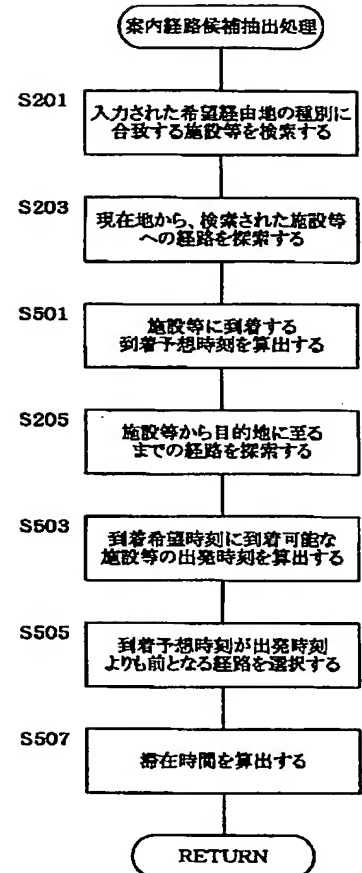 案内経路候補抽出処理
S201
入力された希望経由地の種別に
合致する施設等を検索する
S203
現在地から、検索された施設等
への経路を探索する
S501
施設等に到着する
到着予想時刻を算出する
S205
施設等から目的地に至る
までの経路を探索する
S503
到着希望時刻に到着可能な
施設等の出発時刻を算出する
S505
到着予想時刻が出発時刻
よりも前となる経路を選択する
S507
滞在時間を算出する
RETURN